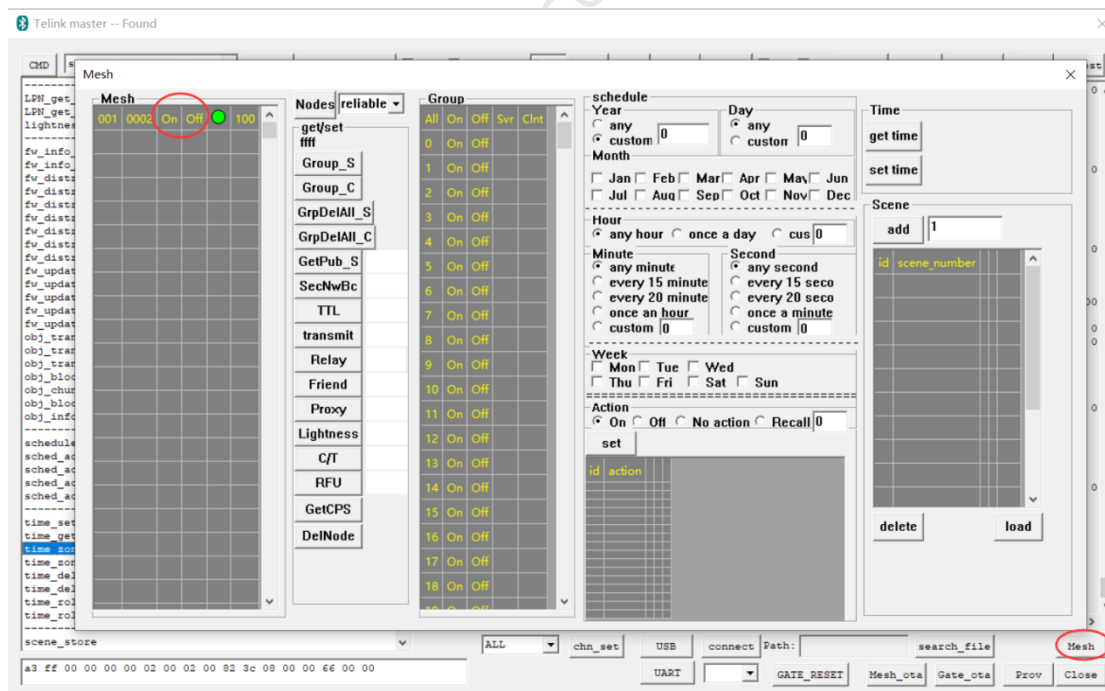 Telink master -- Found
CMD
Mesh
LPN_get_
LPN_get_
lightnes
fw_info_
fw_info_
fw_distr
fw_distr
fw_distr
fw_distr
fw_distr
fw_distr
fw_distr
fw_updat
fw_updat
fw_updat
fw_updat
fw_updat
obj_tran
obj_tran
obj_tran
obj_bloc
obj_chun
obj_bloc
obj_info
schedule
sched_ac
sched_ac
sched_ac
sched_ac
time_set
time_get
time_zon
time_zon
time_del
time_del
time_rol
time_rol
scene_store
a3 ff 00 00 00 00 02 00 02 00 82 3c 08 00 00 66 00 00
Mesh
001 0002 On Off 100
Nodes reliable
get/set
ffff
Group_S
Group_C
GrpDelAll_S
GrpDelAll_C
GetPub_S
SecNwBc
TTL
transmit
Relay
Friend
Proxy
Lightness
C/T
RFU
GetCPS
DelNode
Group
All On Off Svr Clnt
0 On Off
1 On Off
2 On Off
3 On Off
4 On Off
5 On Off
6 On Off
7 On Off
8 On Off
9 On Off
10 On Off
11 On Off
12 On Off
13 On Off
14 On Off
15 On Off
16 On Off
17 On Off
18 On Off
schedule
Year
any
custom 0
Day
any
custom 0
Month
Jan Feb Mar Apr May Jun
Jul Aug Sep Oct Nov Dec
Hour
any hour once a day cus 0
Minute
any minute
every 15 minute
every 20 minute
once an hour
custom 0
Second
any second
every 15 seco
every 20 seco
once a minute
custom 0
Week
Mon Tue Wed
Thu Fri Sat Sun
Action
On Off No action Recall 0
set
id action
Time
get time
set time
Scene
add 1
id scene_number
delete load
ALL chn_set USB connect Path: search_file Mesh
UART GATE_RESET Mesh_ota Gate_ota Prov Close